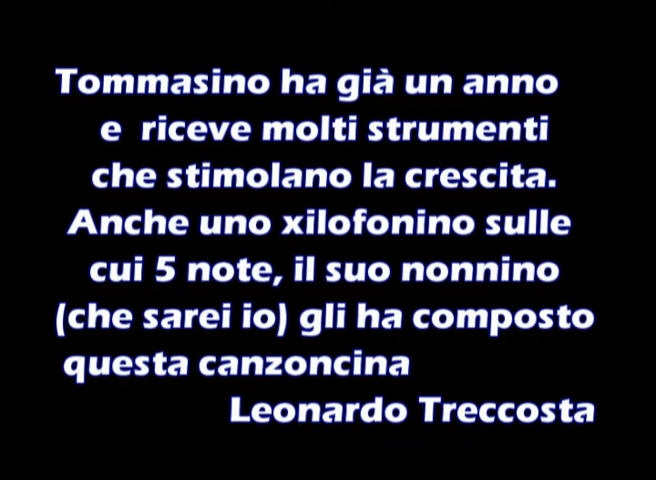 Tommasino ha già un anno
e riceve molti strumenti
che stimolano la crescita.
Anche uno xilofonino sulle
cui 5 note, il suo nonnino
(che sarei io) gli ha composto
questa canzoncina
Leonardo Treccosta